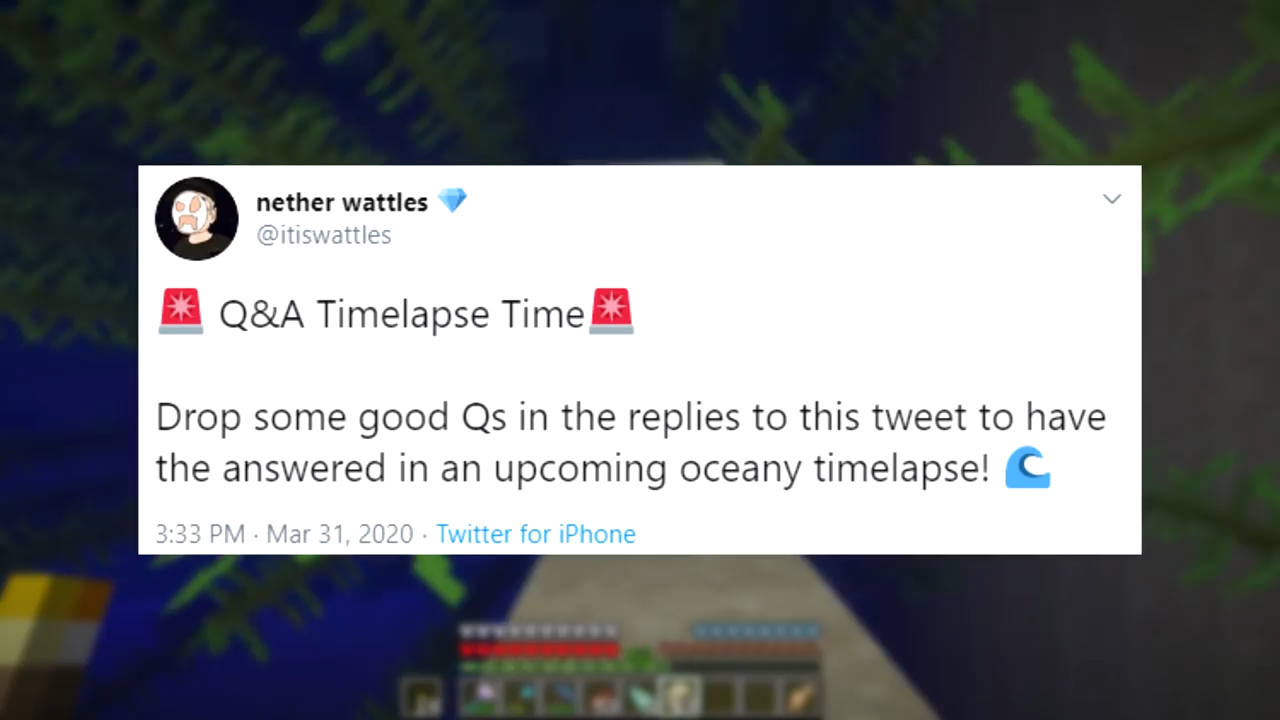 nether wattles 💎
@itiswattles
🚨 Q&A Timelapse Time🚨
Drop some good Qs in the replies to this tweet to have
the answered in an upcoming oceany timelapse! 🌊
3:33 PM · Mar 31, 2020 · Twitter for iPhone